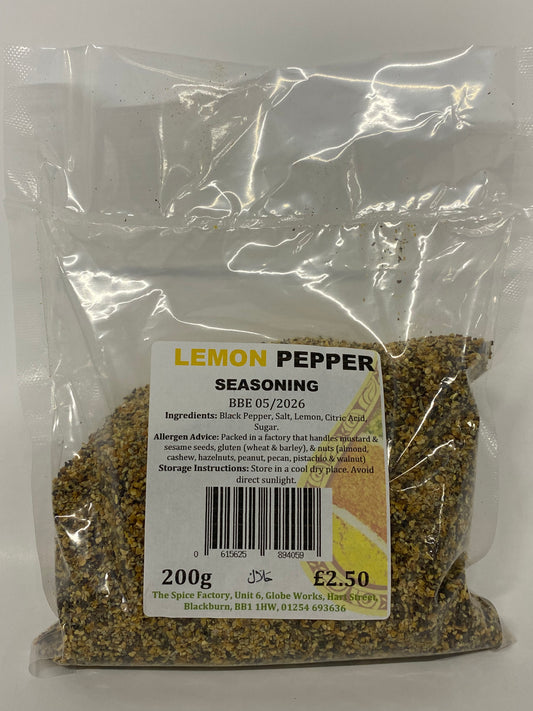 LEMON PEPPER
SEASONING
BBE 05/2026
Ingredients: Black Pepper, Salt, Lemon, Citric Acid,
Sugar.
Allergen Advice: Packed in a factory that handles mustard &
sesame seeds, gluten (wheat & barley), & nuts (almond,
cashew, hazelnuts, peanut, pecan, pistachio & walnut)
Storage Instructions: Store in a cool dry place. Avoid
direct sunlight.
0 615625 894059
200g حلال £2.50
The Spice Factory, Unit 6, Globe Works, Hart Street,
Blackburn, BB1 1HW, 01254 693636